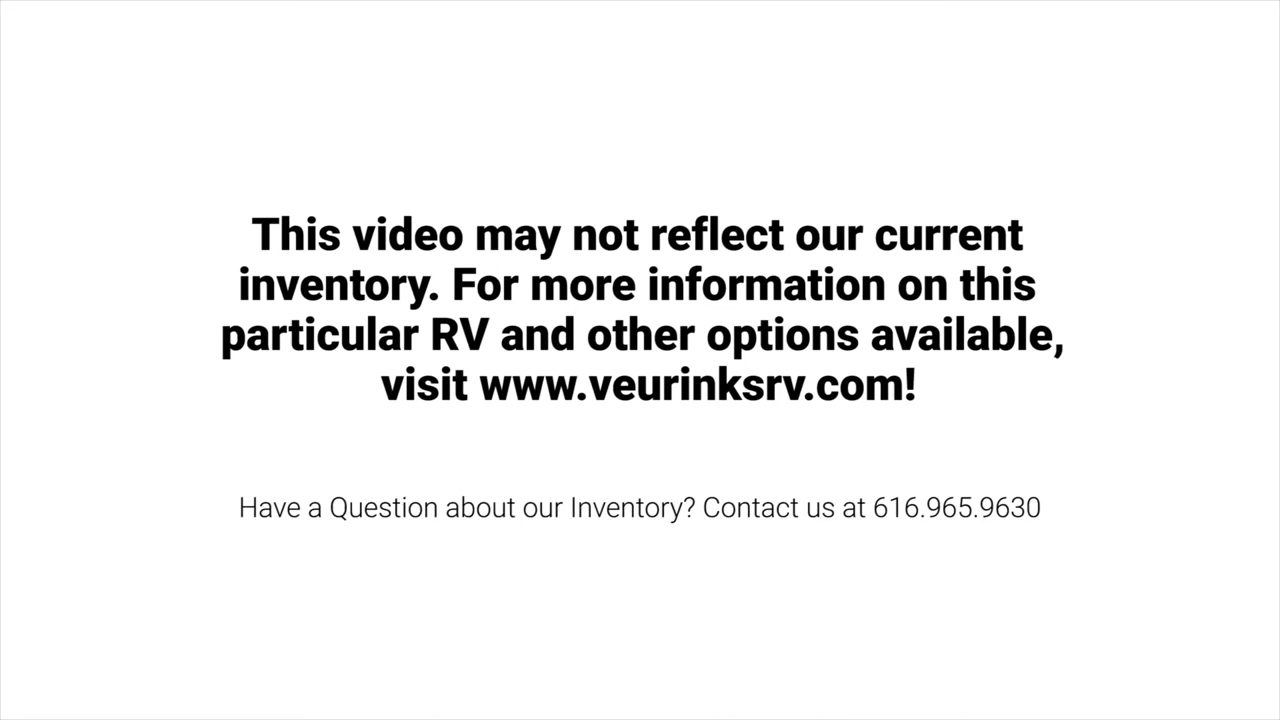 This video may not reflect our current
inventory. For more information on this
particular RV and other options available,
visit www.veurinksrv.com!
Have a Question about our Inventory? Contact us at 616.965.9630